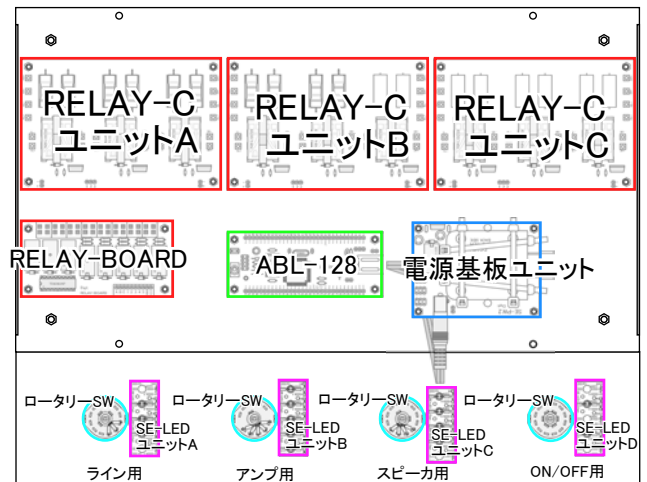 RELAY-C
ユニットA
RELAY-C
ユニットB
RELAY-C
ユニットC
RELAY-BOARD
ABL-128
電源基板ユニット
ロータリーSW
SE-LED
ユニットA
ロータリーSW
SE-LED
ユニットB
ロータリーSW
SE-LED
ユニットC
ロータリーSW
SE-LED
ユニットD
ライン用
アンプ用
スピーカ用
ON/OFF用